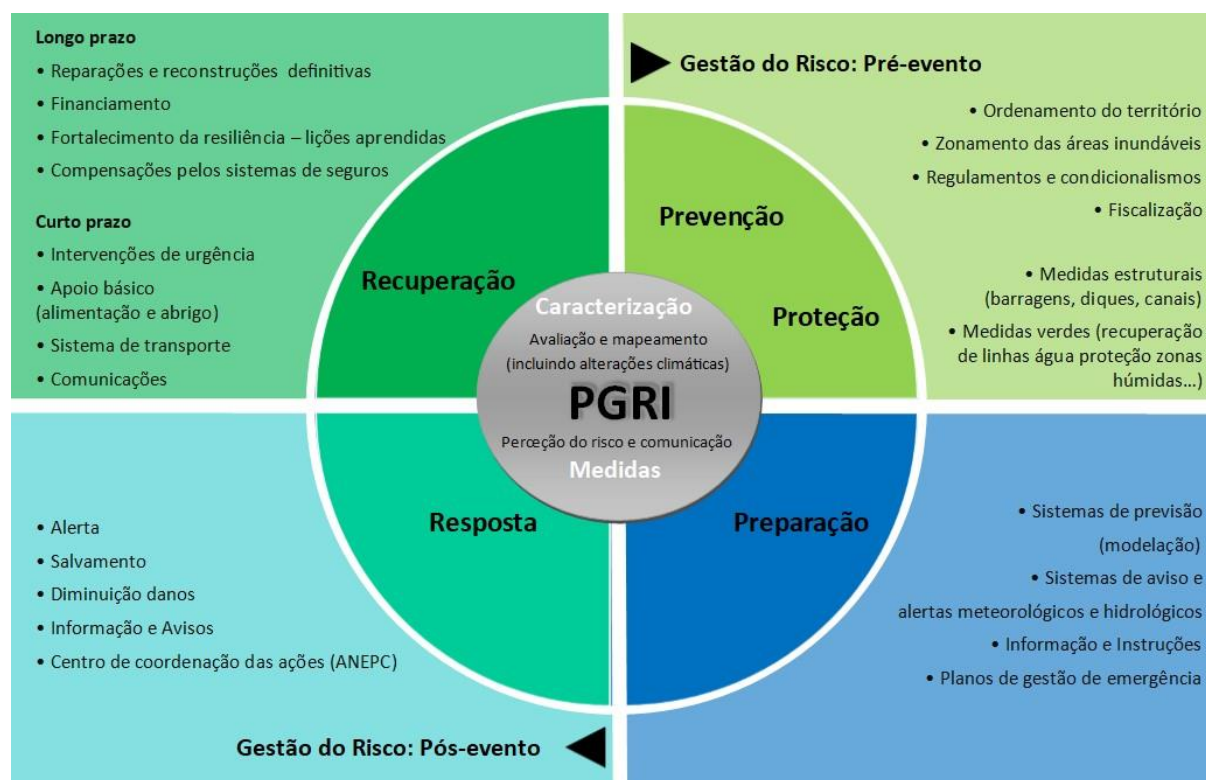 Longo prazo
• Reparações e reconstruções definitivas
• Financiamento
• Fortalecimento da resiliência – lições aprendidas
• Compensações pelos sistemas de seguros
Curto prazo
• Intervenções de urgência
• Apoio básico
(alimentação e abrigo)
• Sistema de transporte
• Comunicações
Recuperação
Gestão do Risco: Pré-evento
• Ordenamento do território
• Zonamento das áreas inundáveis
• Regulamentos e condicionalismos
• Fiscalização
• Medidas estruturais
(barragens, diques, canais)
• Medidas verdes (recuperação
de linhas água proteção zonas
húmidas...)
Prevenção
Proteção
Caracterização
Avaliação e mapeamento
(incluindo alterações climáticas)
PGRI
Perceção do risco e comunicação
Medidas
Resposta
• Alerta
• Salvamento
• Diminuição danos
• Informação e Avisos
• Centro de coordenação das ações (ANEPC)
Gestão do Risco: Pós-evento
Preparação
• Sistemas de previsão
(modelação)
• Sistemas de aviso e
alertas meteorológicos e hidrológicos
• Informação e Instruções
• Planos de gestão de emergência